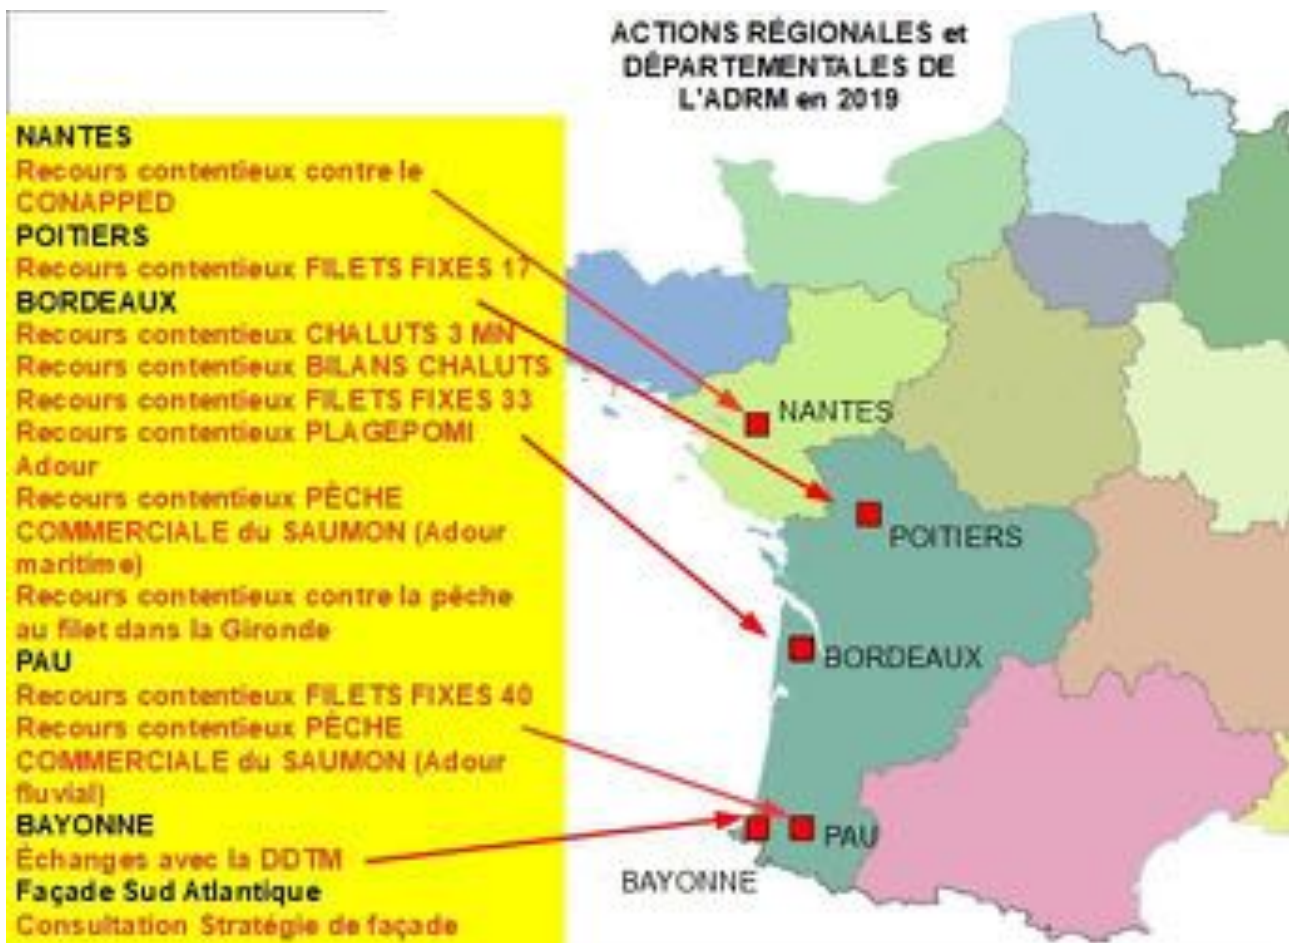 ACTIONS RÉGIONALES et
DÉPARTEMENTALES DE
L'ADRM en 2019
NANTES
Recours contentieux contre le
CONAPPED
POITIERS
Recours contentieux FILETS FIXES 17
BORDEAUX
Recours contentieux CHALUTS 3 MN
Recours contentieux BILANS CHALUTS
Recours contentieux FILETS FIXES 33
Recours contentieux PLAGEPOMI
Adour
Recours contentieux PÈCHE
COMMERCIALE du SAUMON (Adour
maritime)
Recours contentieux contre la pêche
au filet dans la Gironde
PAU
Recours contentieux FILETS FIXES 40
Recours contentieux PÈCHE
COMMERCIALE du SAUMON (Adour
fluvial)
BAYONNE
Échanges avec la DDTM
Façade Sud Atlantique
Consultation Stratégie de façade
NANTES
POITIERS
BORDEAUX
PAU
BAYONNE